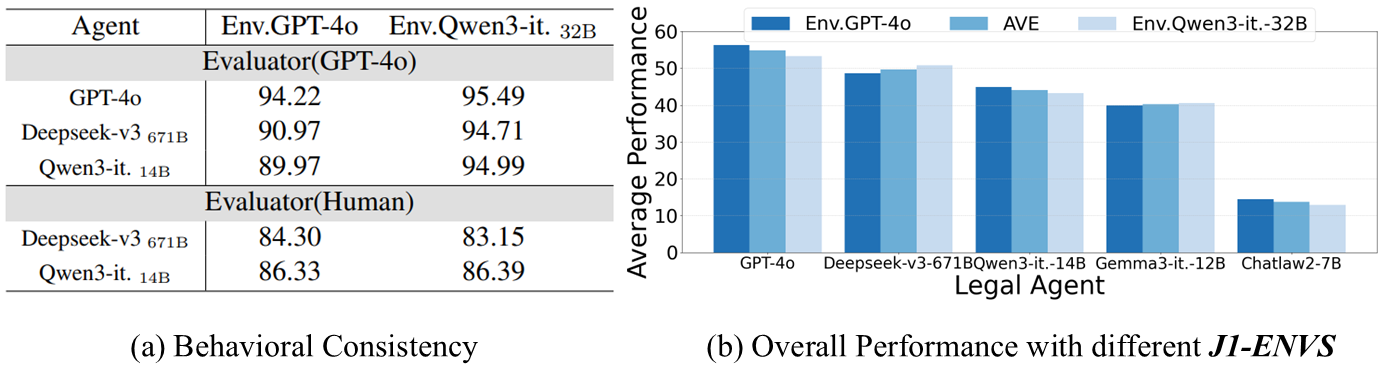 Agent Env.GPT-4o Env.Qwen3-it. 32B
Evaluator(GPT-4o)
GPT-4o 94.22 95.49
Deepseek-v3 671B 90.97 94.71
Qwen3-it. 14B 89.97 94.99
Evaluator(Human)
Deepseek-v3 671B 84.30 83.15
Qwen3-it. 14B 86.33 86.39
(a) Behavioral Consistency
Env.GPT-4o AVE Env.Qwen3-it.-32B
Average Performance
60
50
40
30
20
10
0
GPT-4o Deepseek-v3-671B Qwen3-it.-14B Gemma3-it.-12B Chatlaw2-7B
Legal Agent
(b) Overall Performance with different J1-ENVS